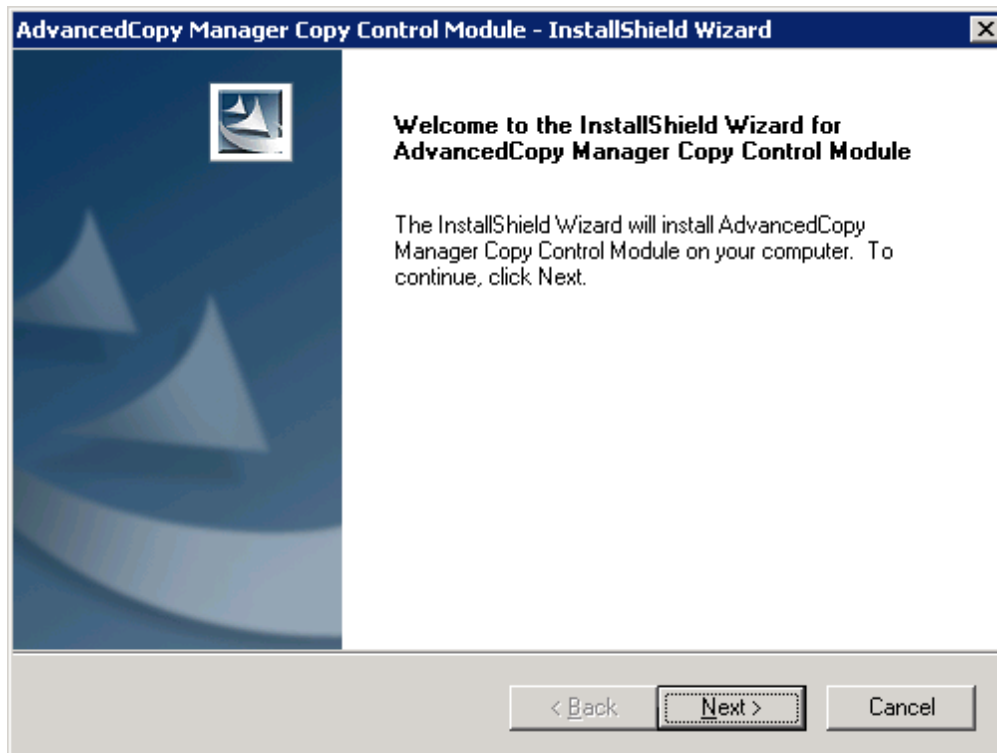 AdvancedCopy Manager Copy Control Module - InstallShield Wizard
Welcome to the InstallShield Wizard for
AdvancedCopy Manager Copy Control Module
The InstallShield Wizard will install AdvancedCopy
Manager Copy Control Module on your computer.  To
continue, click Next.
< Back
Next >
Cancel